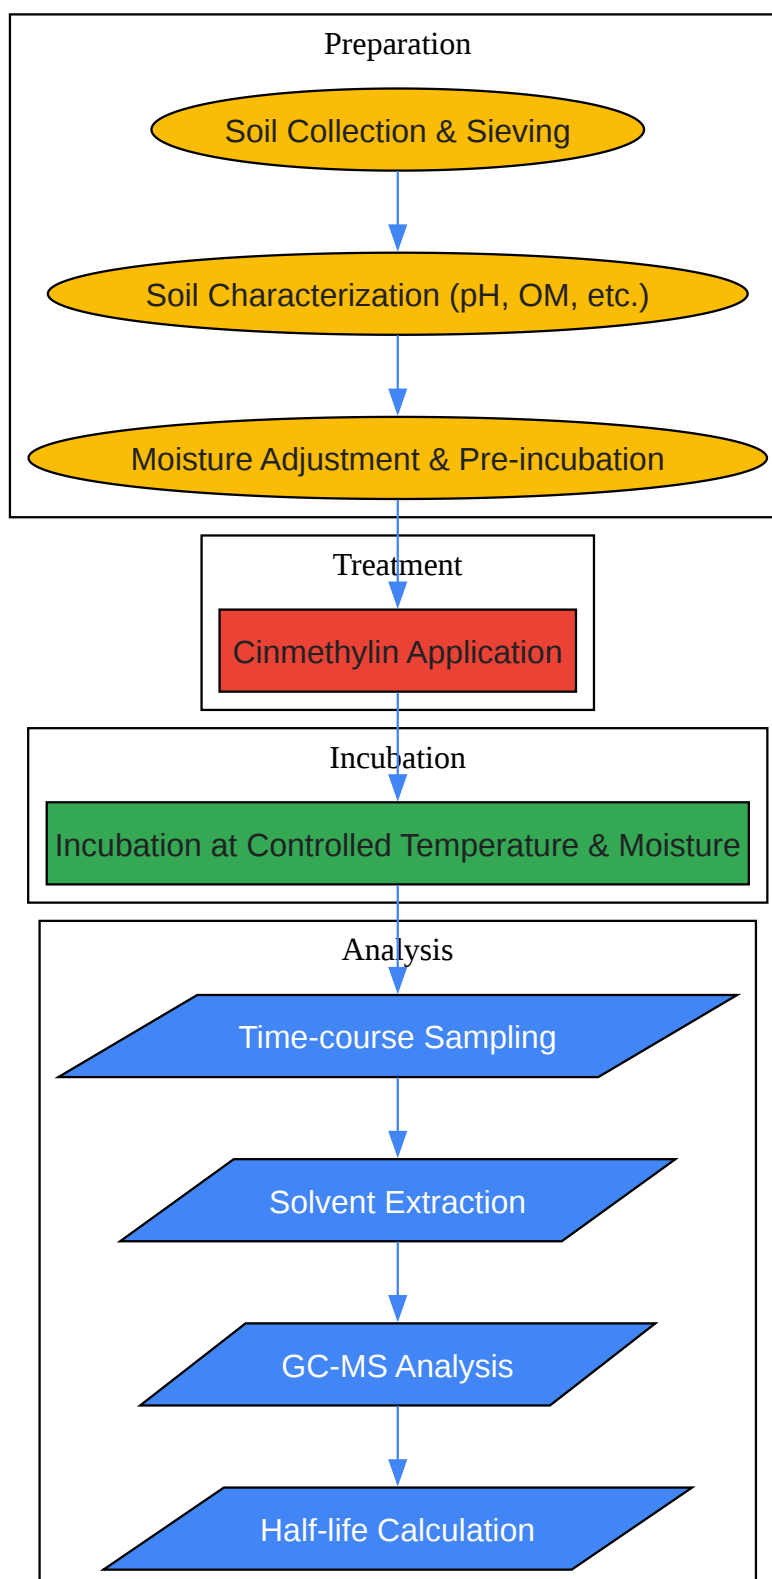 Preparation
Soil Collection & Sieving
Soil Characterization (pH, OM, etc.)
Moisture Adjustment & Pre-incubation
Treatment
Cinmethylin Application
Incubation
Incubation at Controlled Temperature & Moisture
Analysis
Time-course Sampling
Solvent Extraction
GC-MS Analysis
Half-life Calculation